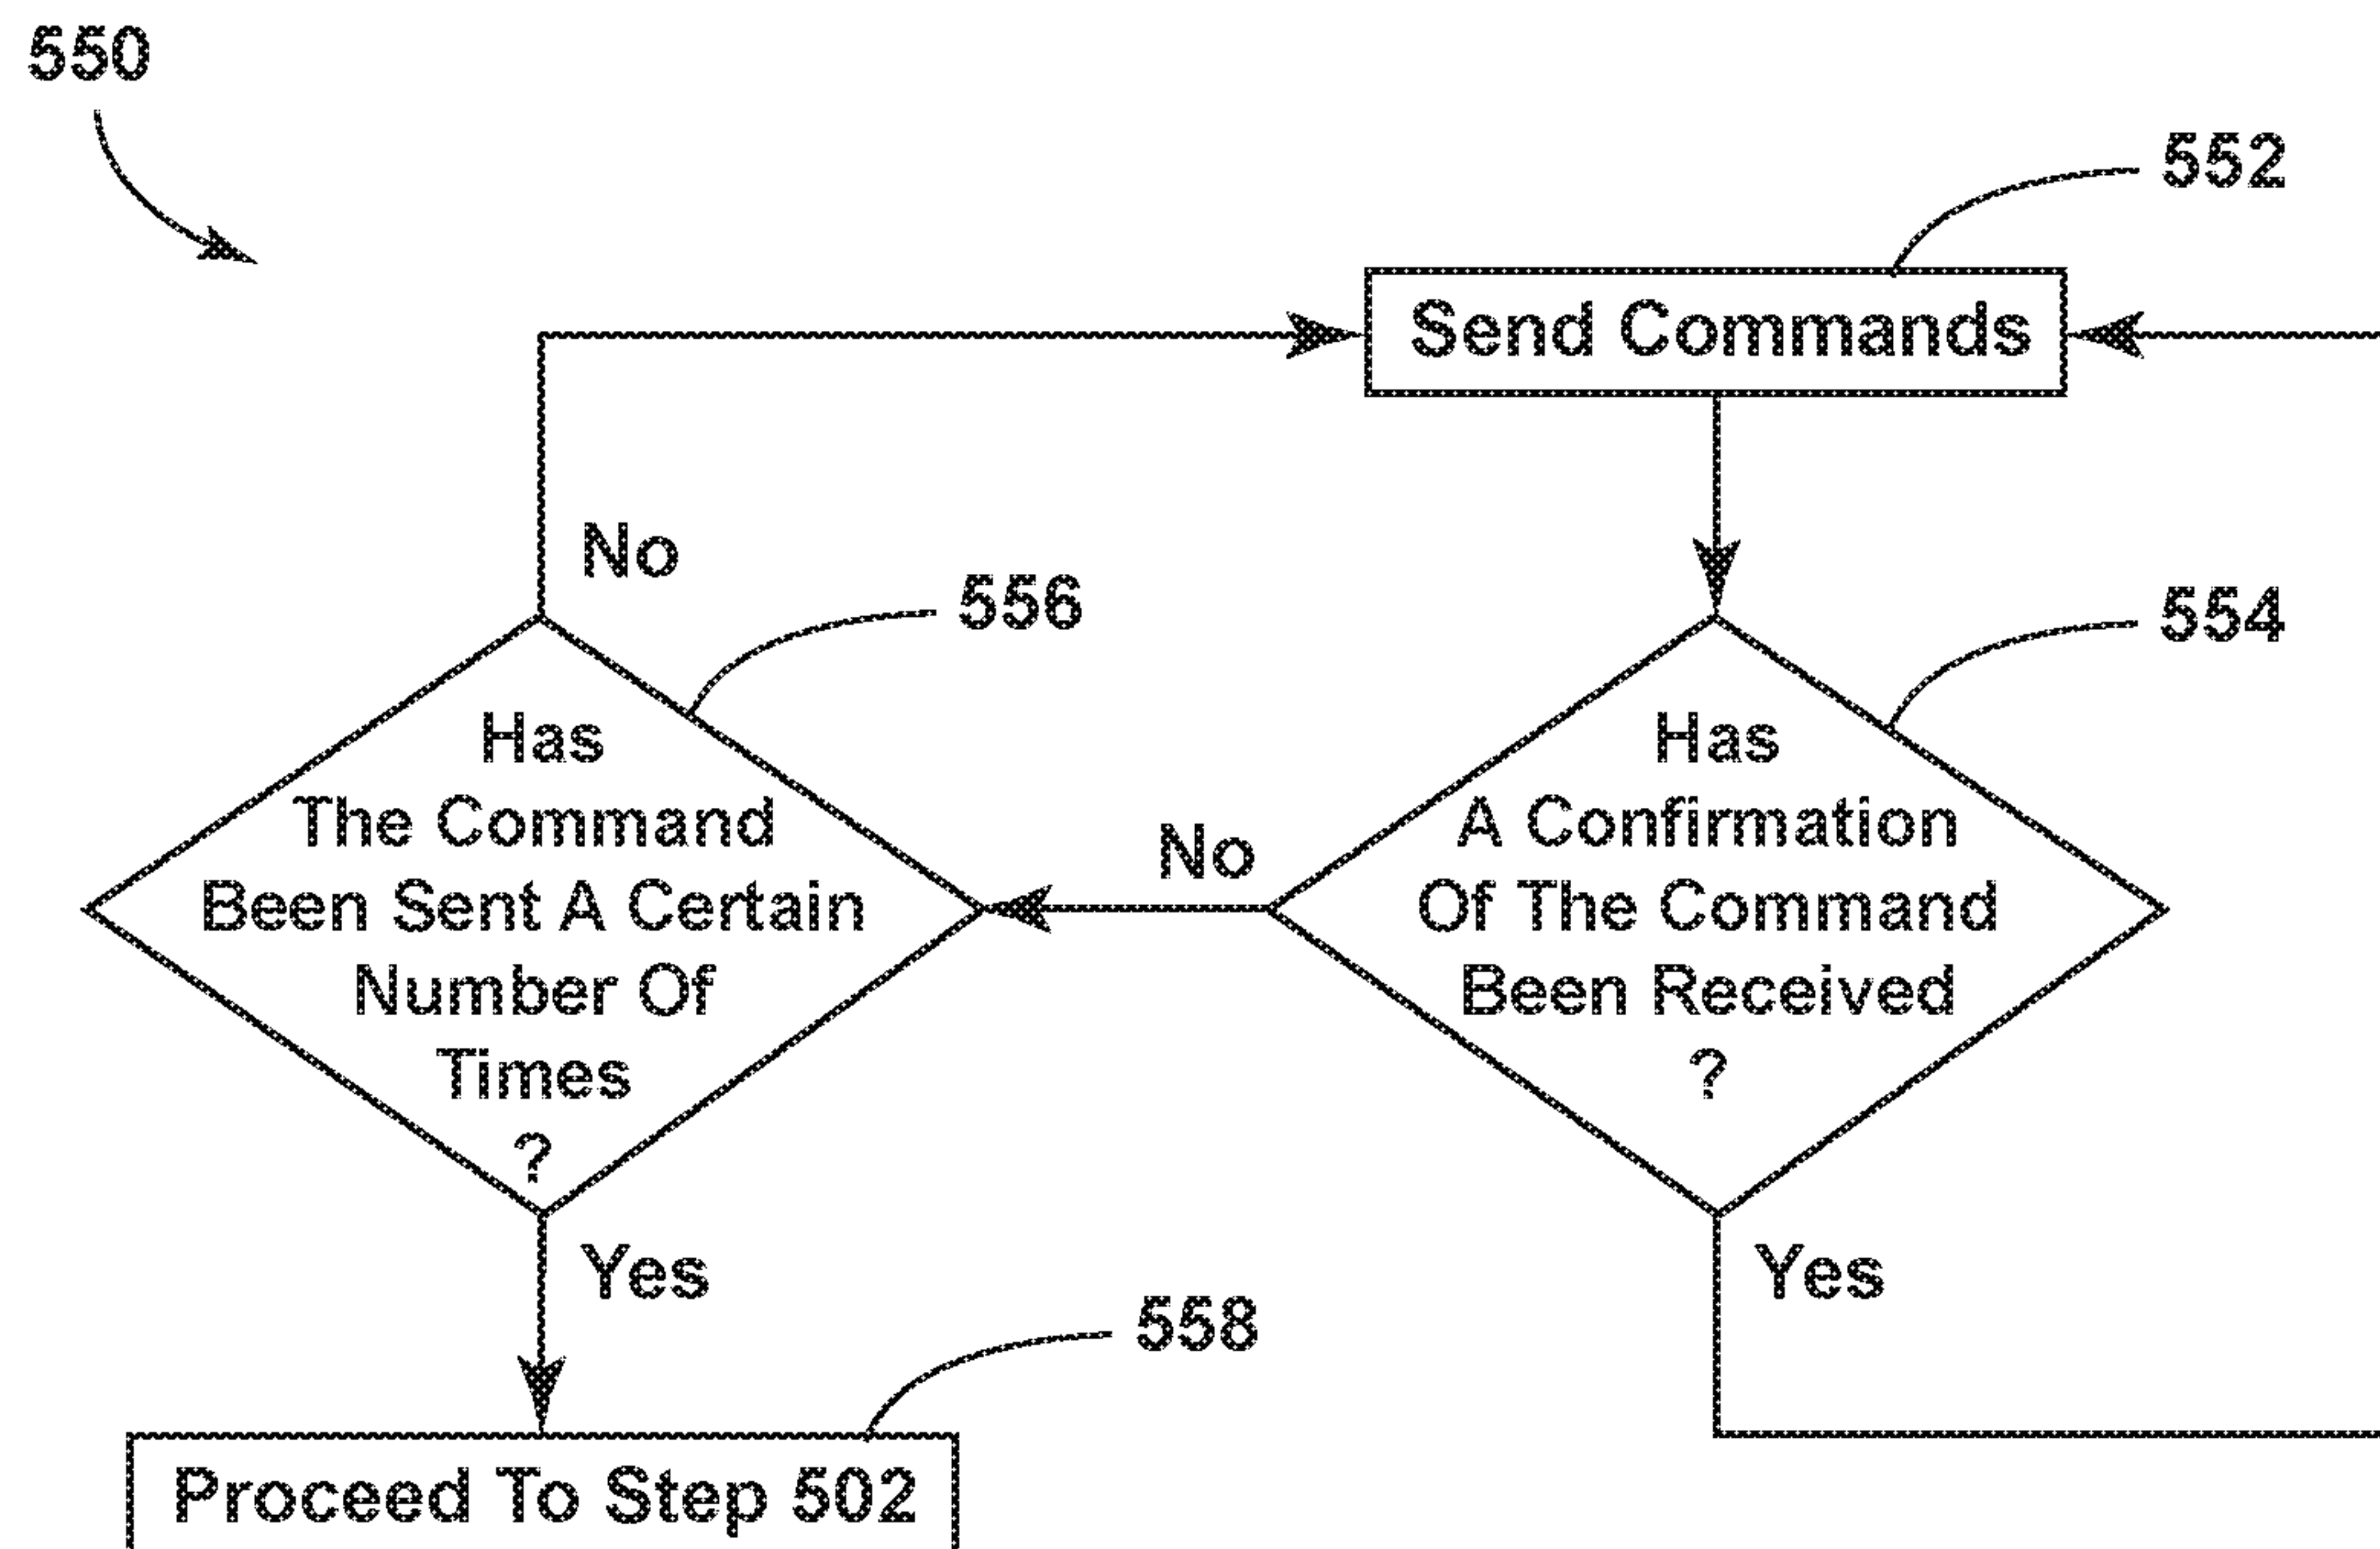 550
552
Send Commands
No
556
554
Has
The Command
Been Sent A Certain
Number Of
Times
?
No
Has
A Confirmation
Of The Command
Been Received
?
Yes
Yes
558
Proceed To Step 502